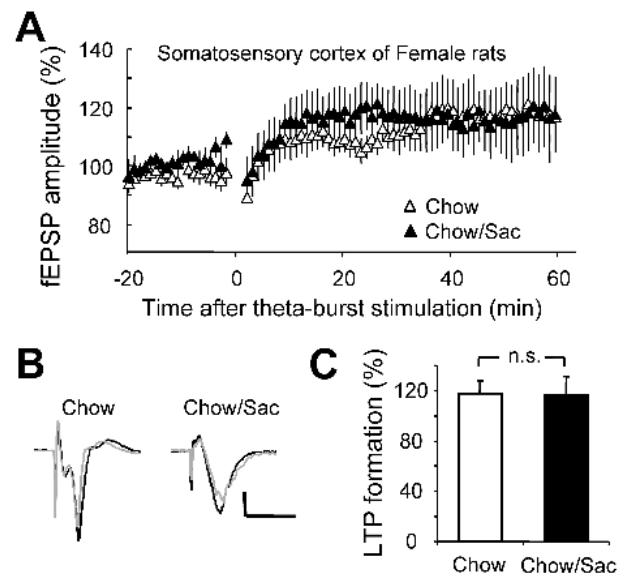 A
Somatosensory cortex of Female rats
fEPSP amplitude (%)
140
120
100
80
△ Chow
▲ Chow/Sac
-20 0 20 40 60
Time after theta-burst stimulation (min)
B
Chow Chow/Sac
C
n.s.
LTP formation (%)
120
80
40
0
Chow Chow/Sac